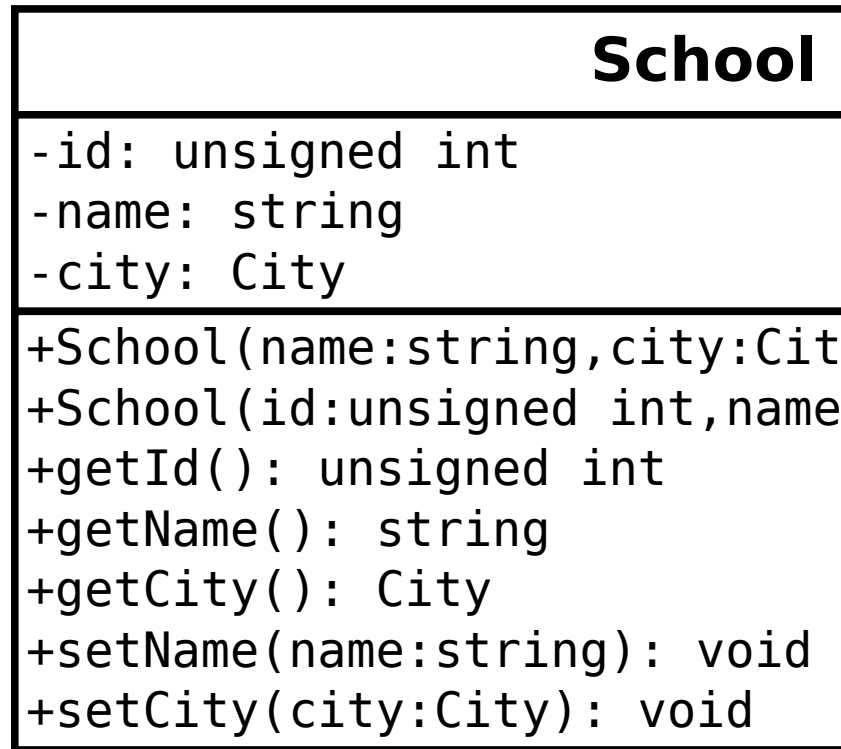 School
-id: unsigned int
-name: string
-city: City
+School(name:string,city:Cit
+School(id:unsigned int,name
+getId(): unsigned int
+getName(): string
+getCity(): City
+setName(name:string): void
+setCity(city:City): void